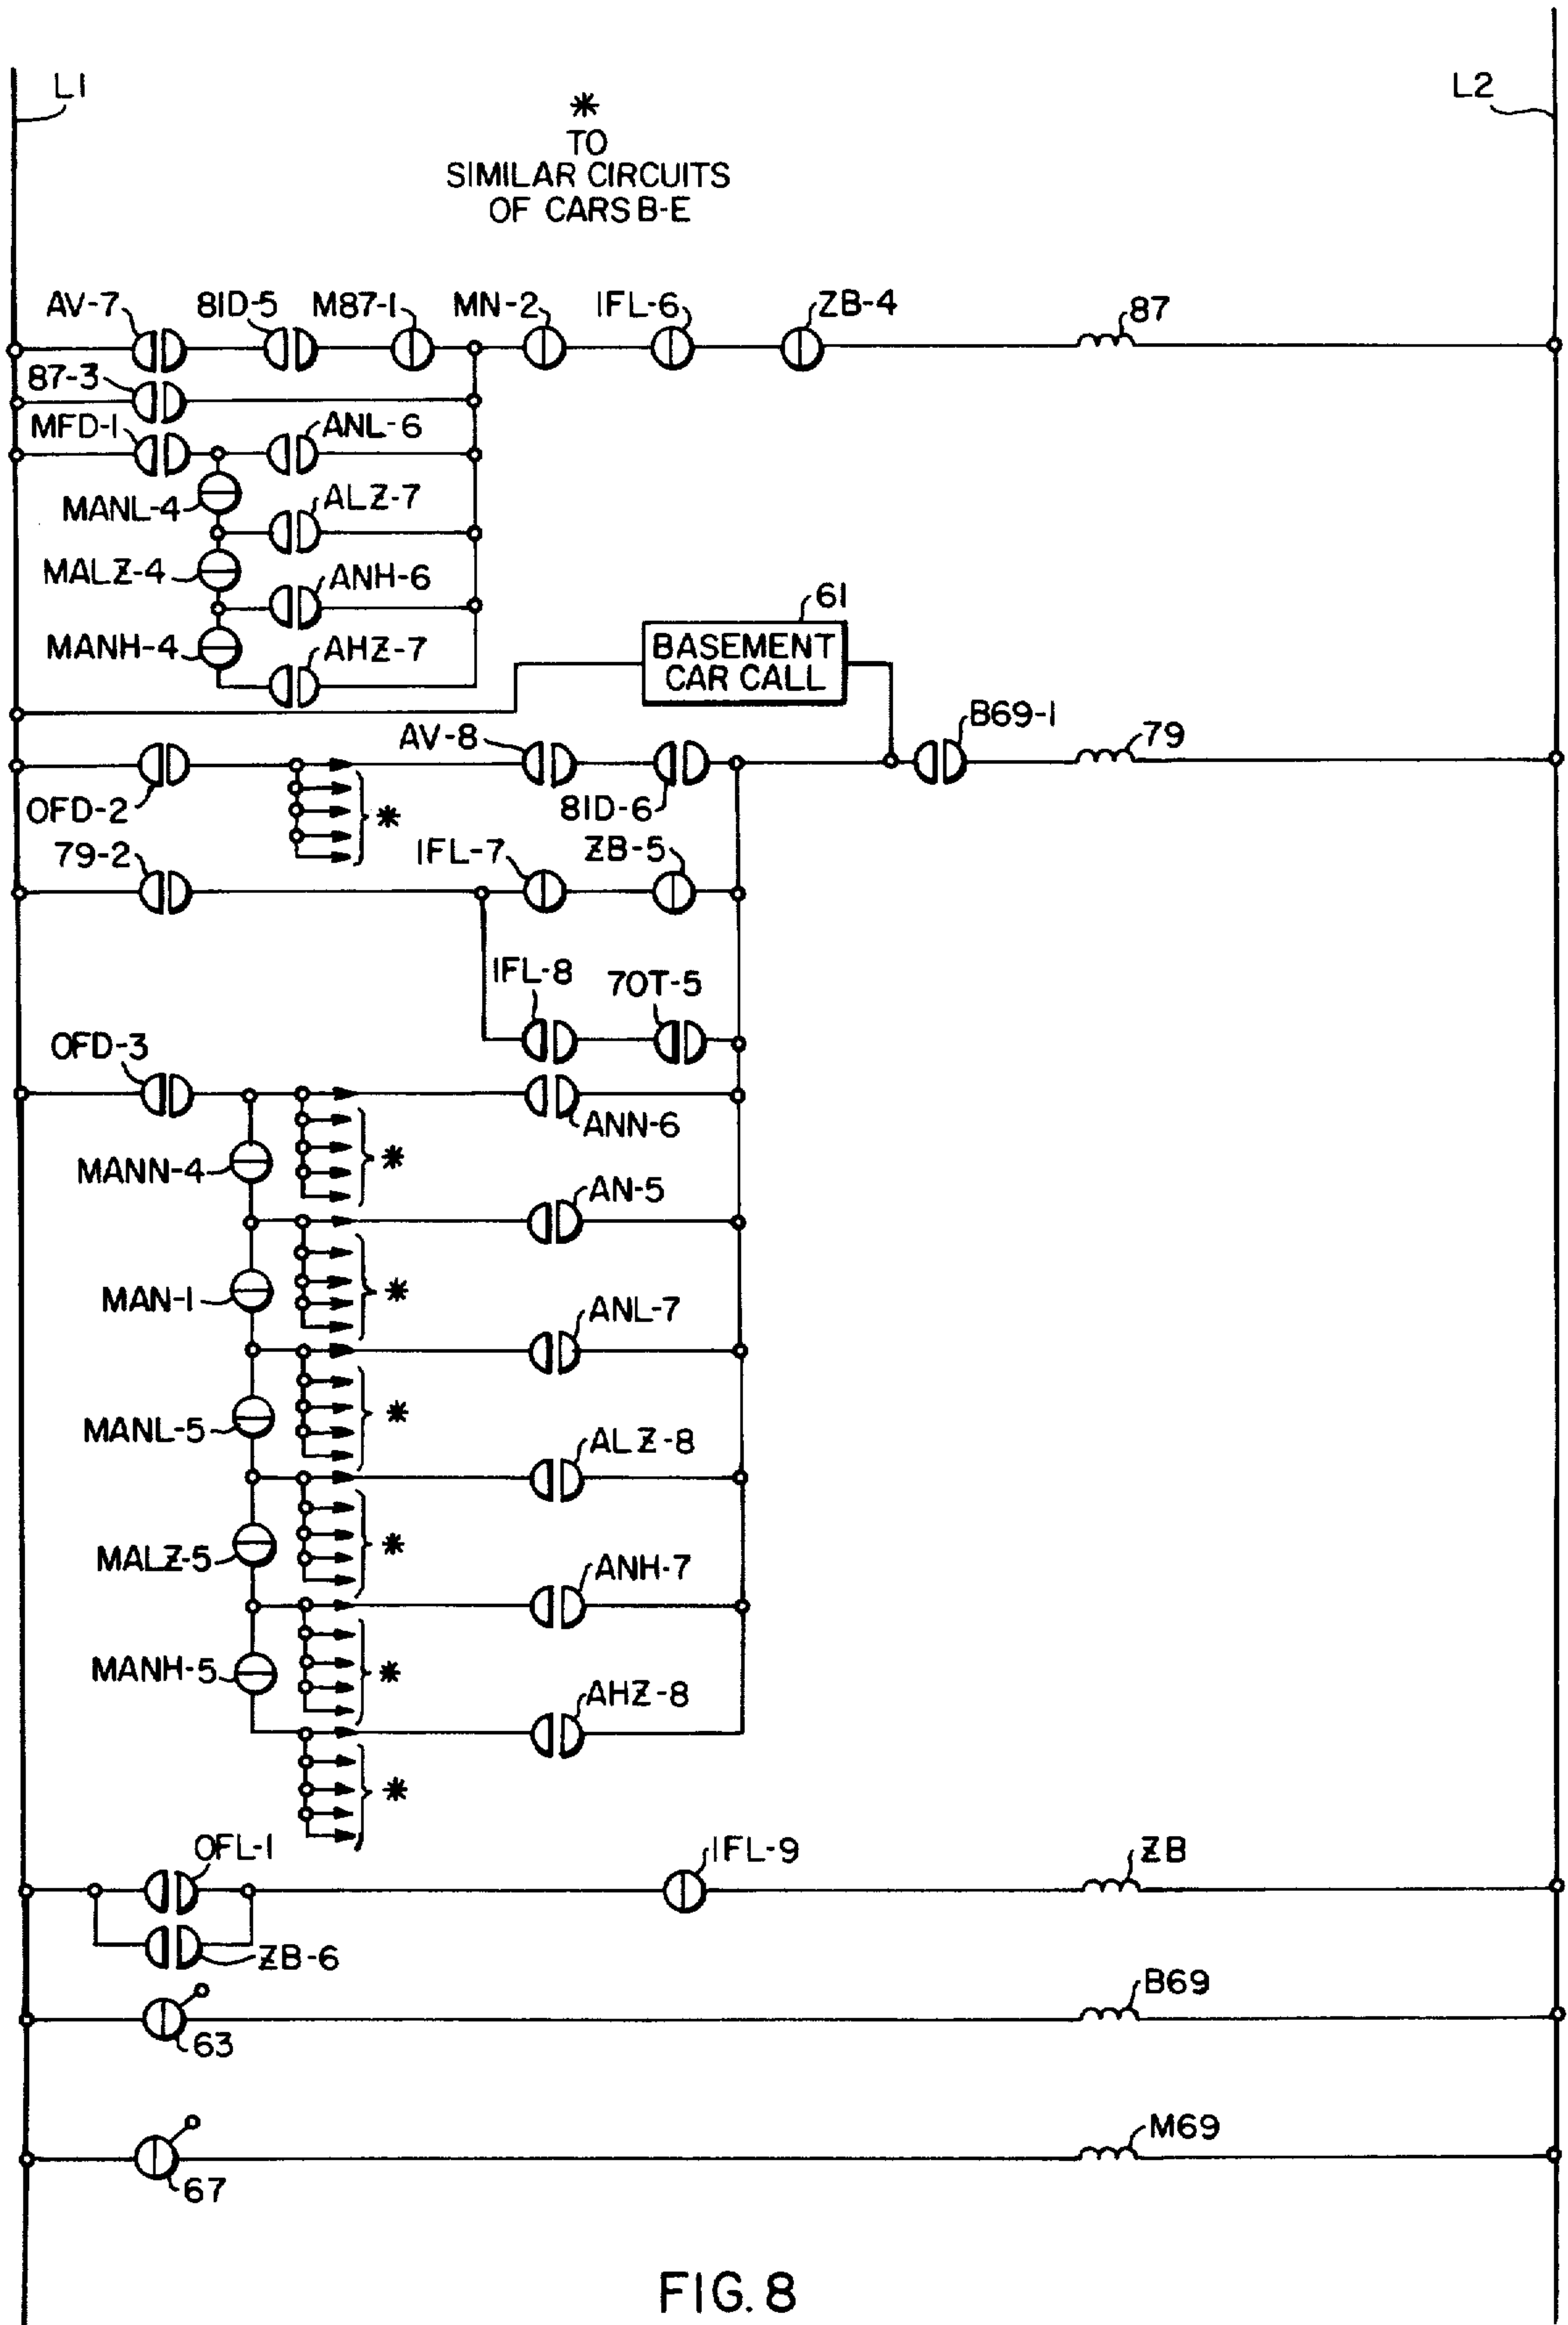 L1
L2
*
TO
SIMILAR CIRCUITS
OF CARS B-E
AV-7
81D-5
M87-1
MN-2
1FL-6
ZB-4
87
87-3
MFD-1
ANL-6
MANL-4
ALZ-7
MALZ-4
ANH-6
MANH-4
AHZ-7
61
BASEMENT
CAR CALL
B69-1
79
AV-8
OFD-2
81D-6
*
79-2
1FL-7
ZB-5
1FL-8
70T-5
OFD-3
ANN-6
*
MANN-4
AN-5
*
MAN-1
ANL-7
*
MANL-5
ALZ-8
*
MALZ-5
ANH-7
*
MANH-5
AHZ-8
*
OFL-1
1FL-9
ZB
ZB-6
B69
63
M69
67
FIG. 8